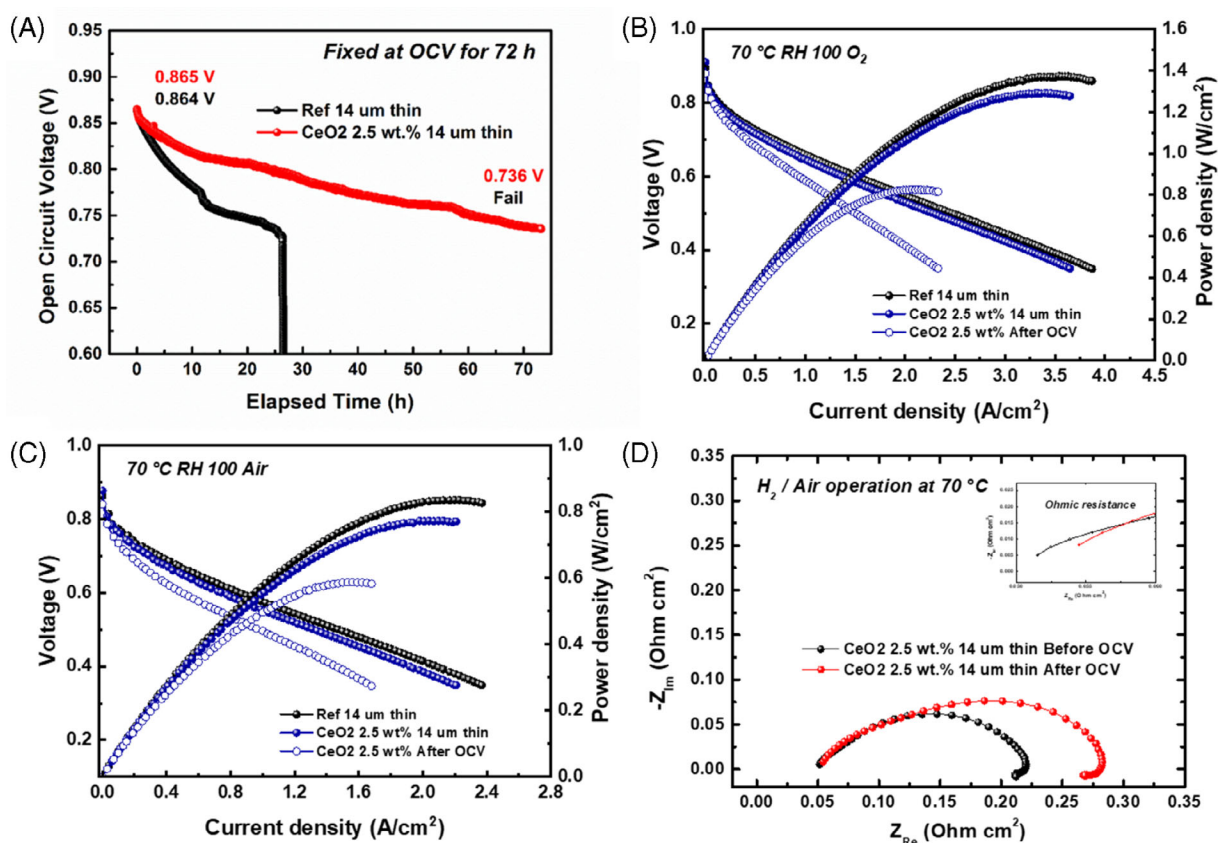 (A)
Fixed at OCV for 72 h
0.865 V
0.864 V
Ref 14 um thin
CeO2 2.5 wt.% 14 um thin
0.736 V
Fail
Open Circuit Voltage (V)
0.95
0.90
0.85
0.80
0.75
0.70
0.65
0.60
0 10 20 30 40 50 60 70
Elapsed Time (h)
(B)
70 °C RH 100 O₂
Ref 14 um thin
CeO2 2.5 wt% 14 um thin
CeO2 2.5 wt% After OCV
Voltage (V)
1.0
0.8
0.6
0.4
0.2
Power density (W/cm²)
1.6
1.4
1.2
1.0
0.8
0.6
0.4
0.2
0.0
0.0 0.5 1.0 1.5 2.0 2.5 3.0 3.5 4.0 4.5
Current density (A/cm²)
(C)
70 °C RH 100 Air
Ref 14 um thin
CeO2 2.5 wt% 14 um thin
CeO2 2.5 wt% After OCV
Voltage (V)
1.0
0.8
0.6
0.4
0.2
Power density (W/cm²)
1.0
0.8
0.6
0.4
0.2
0.0
0.0 0.4 0.8 1.2 1.6 2.0 2.4 2.8
Current density (A/cm²)
(D)
H₂ / Air operation at 70 °C
Ohmic resistance
CeO2 2.5 wt.% 14 um thin Before OCV
CeO2 2.5 wt.% 14 um thin After OCV
-Z_Im (Ohm cm²)
0.35
0.30
0.25
0.20
0.15
0.10
0.05
0.00
0.00 0.05 0.10 0.15 0.20 0.25 0.30 0.35
Z_Re (Ohm cm²)